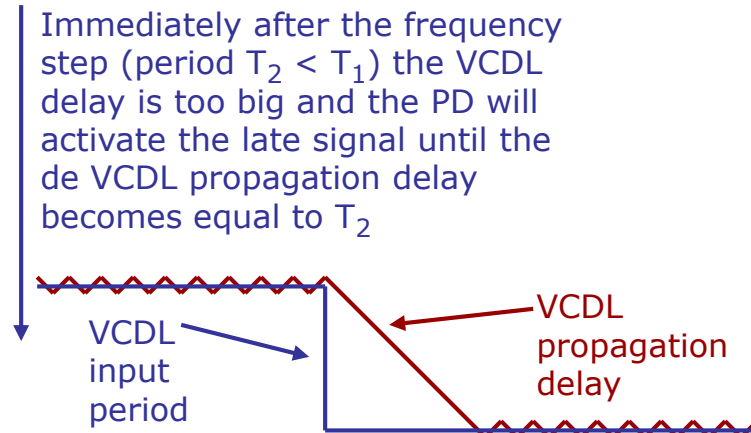 Immediately after the frequency
step (period T₂ < T₁) the VCDL
delay is too big and the PD will
activate the late signal until the
de VCDL propagation delay
becomes equal to T₂
VCDL
input
period
VCDL
propagation
delay